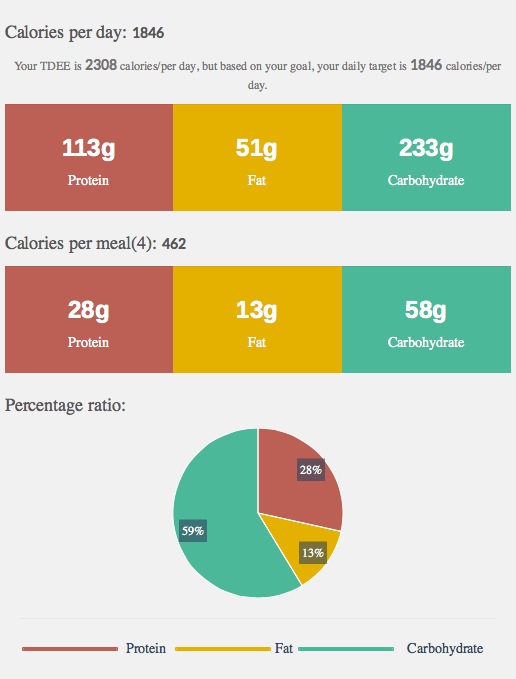 Calories per day: 1846
Your TDEE is 2308 calories/per day, but based on your goal, your daily target is 1846 calories/per
day.
113g 51g 233g
Protein Fat Carbohydrate
Calories per meal(4): 462
28g 13g 58g
Protein Fat Carbohydrate
Percentage ratio:
28%
59%
13%
Protein Fat Carbohydrate